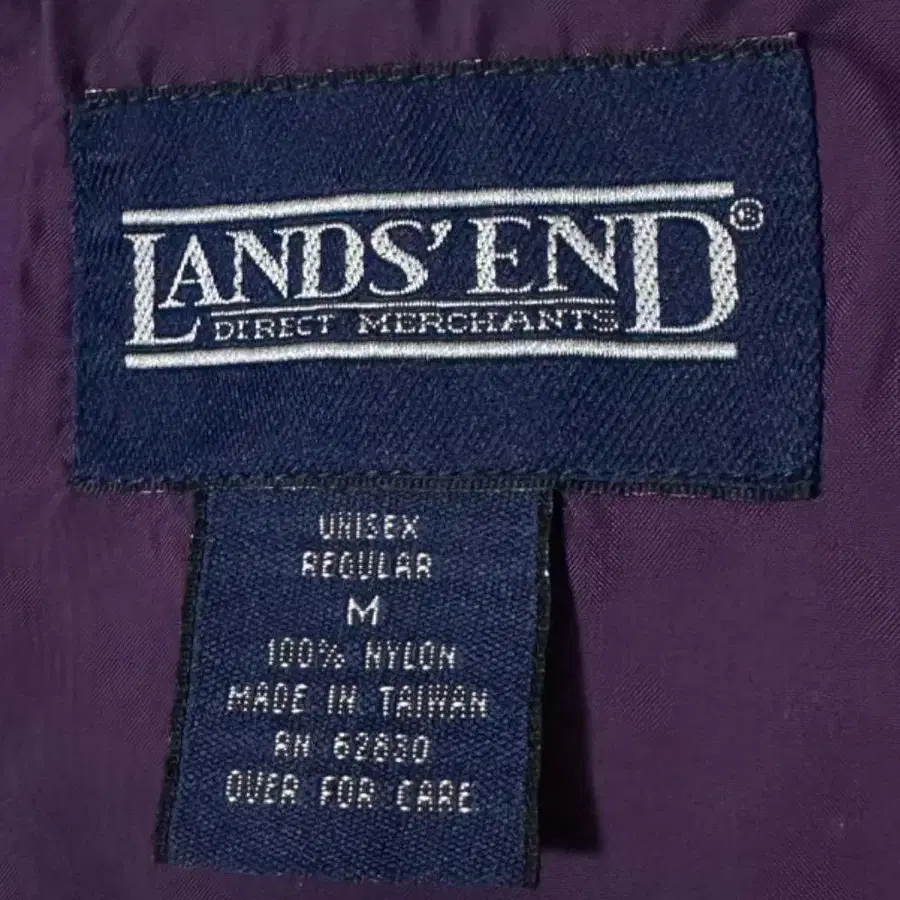 LANDS' END®
DIRECT MERCHANTS
UNISEX
REGULAR
M
100% NYLON
MADE IN TAIWAN
RN 62830
OVER FOR CARE